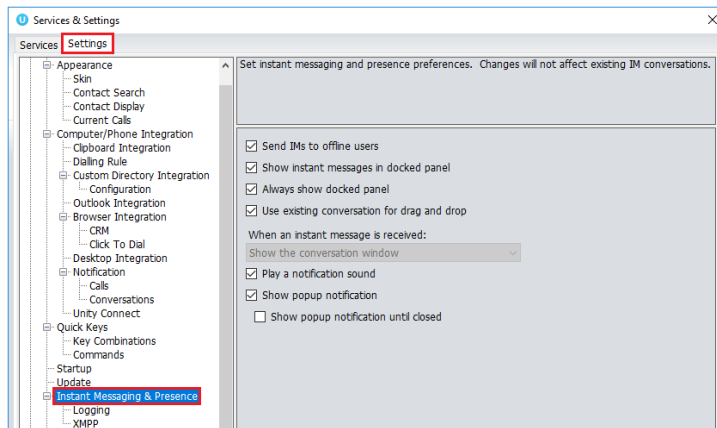 Services & Settings
Services
Settings
Appearance
Skin
Contact Search
Contact Display
Current Calls
Computer/Phone Integration
Clipboard Integration
Dialling Rule
Custom Directory Integration
Configuration
Outlook Integration
Browser Integration
CRM
Click To Dial
Desktop Integration
Notification
Calls
Conversations
Unity Connect
Quick Keys
Key Combinations
Commands
Startup
Update
Instant Messaging & Presence
Logging
XMPP
Set instant messaging and presence preferences. Changes will not affect existing IM conversations.
Send IMs to offline users
Show instant messages in docked panel
Always show docked panel
Use existing conversation for drag and drop
When an instant message is received:
Show the conversation window
Play a notification sound
Show popup notification
Show popup notification until closed